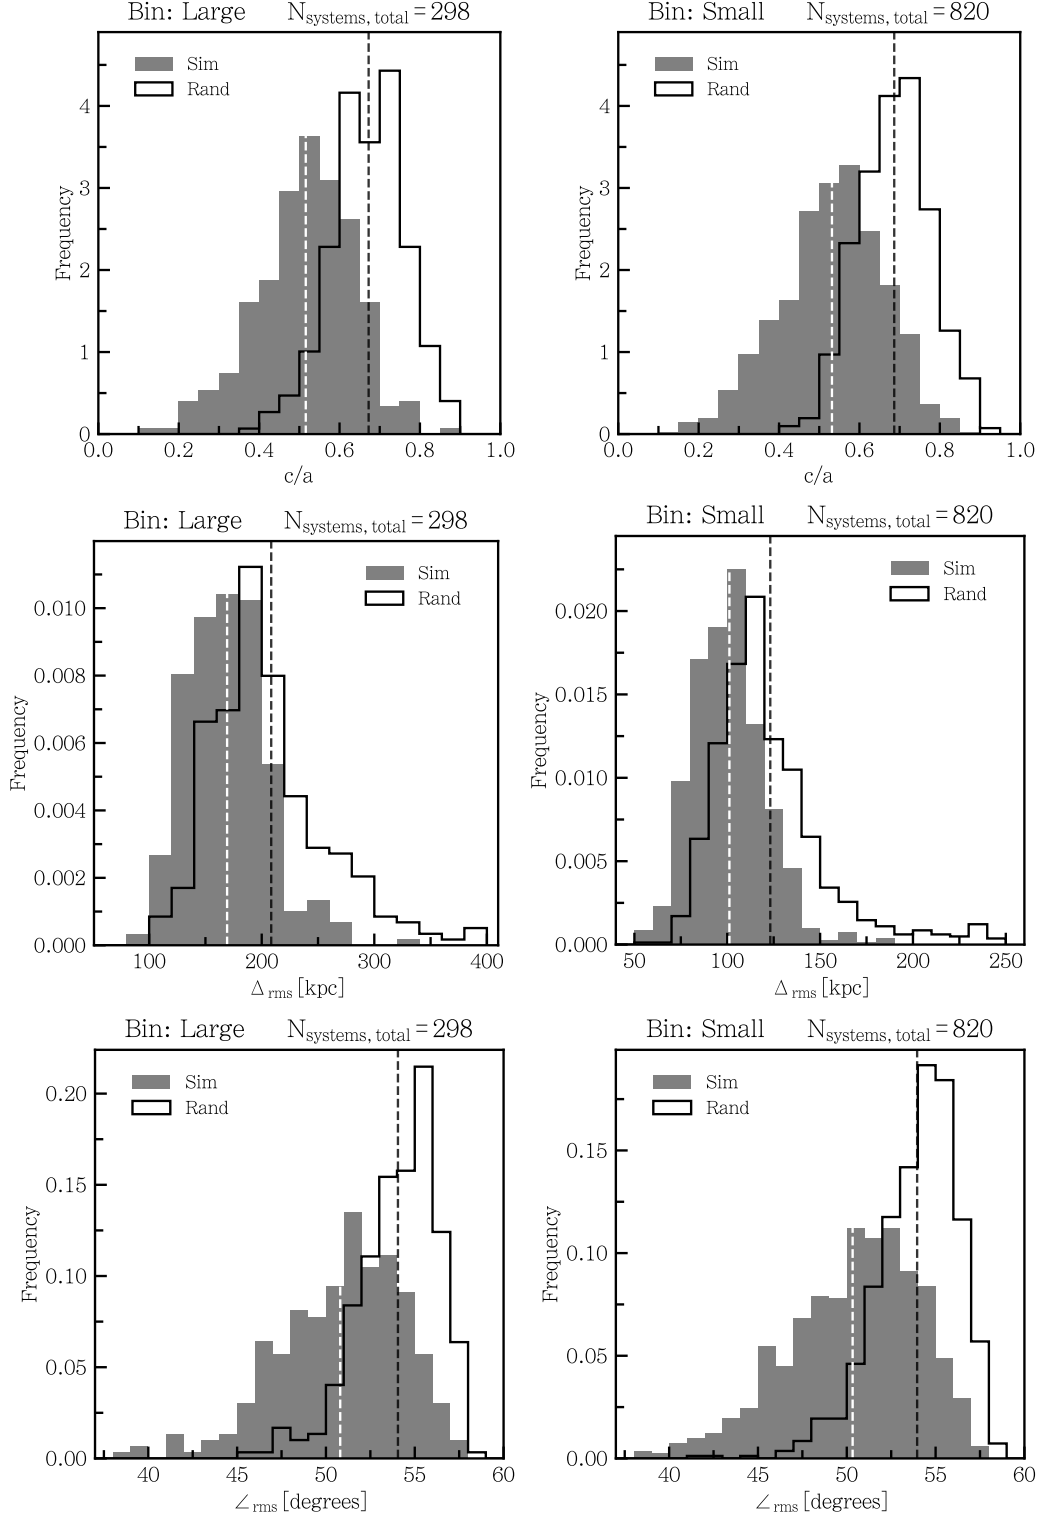 Bin: Large N_systems, total = 298
Sim
Rand
Frequency
4
3
2
1
0
0.0 0.2 0.4 0.6 0.8 1.0
c/a
Bin: Small N_systems, total = 820
Sim
Rand
Frequency
4
3
2
1
0
0.0 0.2 0.4 0.6 0.8 1.0
c/a
Bin: Large N_systems, total = 298
Sim
Rand
Frequency
0.010
0.008
0.006
0.004
0.002
0.000
100 200 300 400
Δ_rms [kpc]
Bin: Small N_systems, total = 820
Sim
Rand
Frequency
0.020
0.015
0.010
0.005
0.000
50 100 150 200 250
Δ_rms [kpc]
Bin: Large N_systems, total = 298
Sim
Rand
Frequency
0.20
0.15
0.10
0.05
0.00
40 45 50 55 60
∠_rms [degrees]
Bin: Small N_systems, total = 820
Sim
Rand
Frequency
0.15
0.10
0.05
0.00
40 45 50 55 60
∠_rms [degrees]